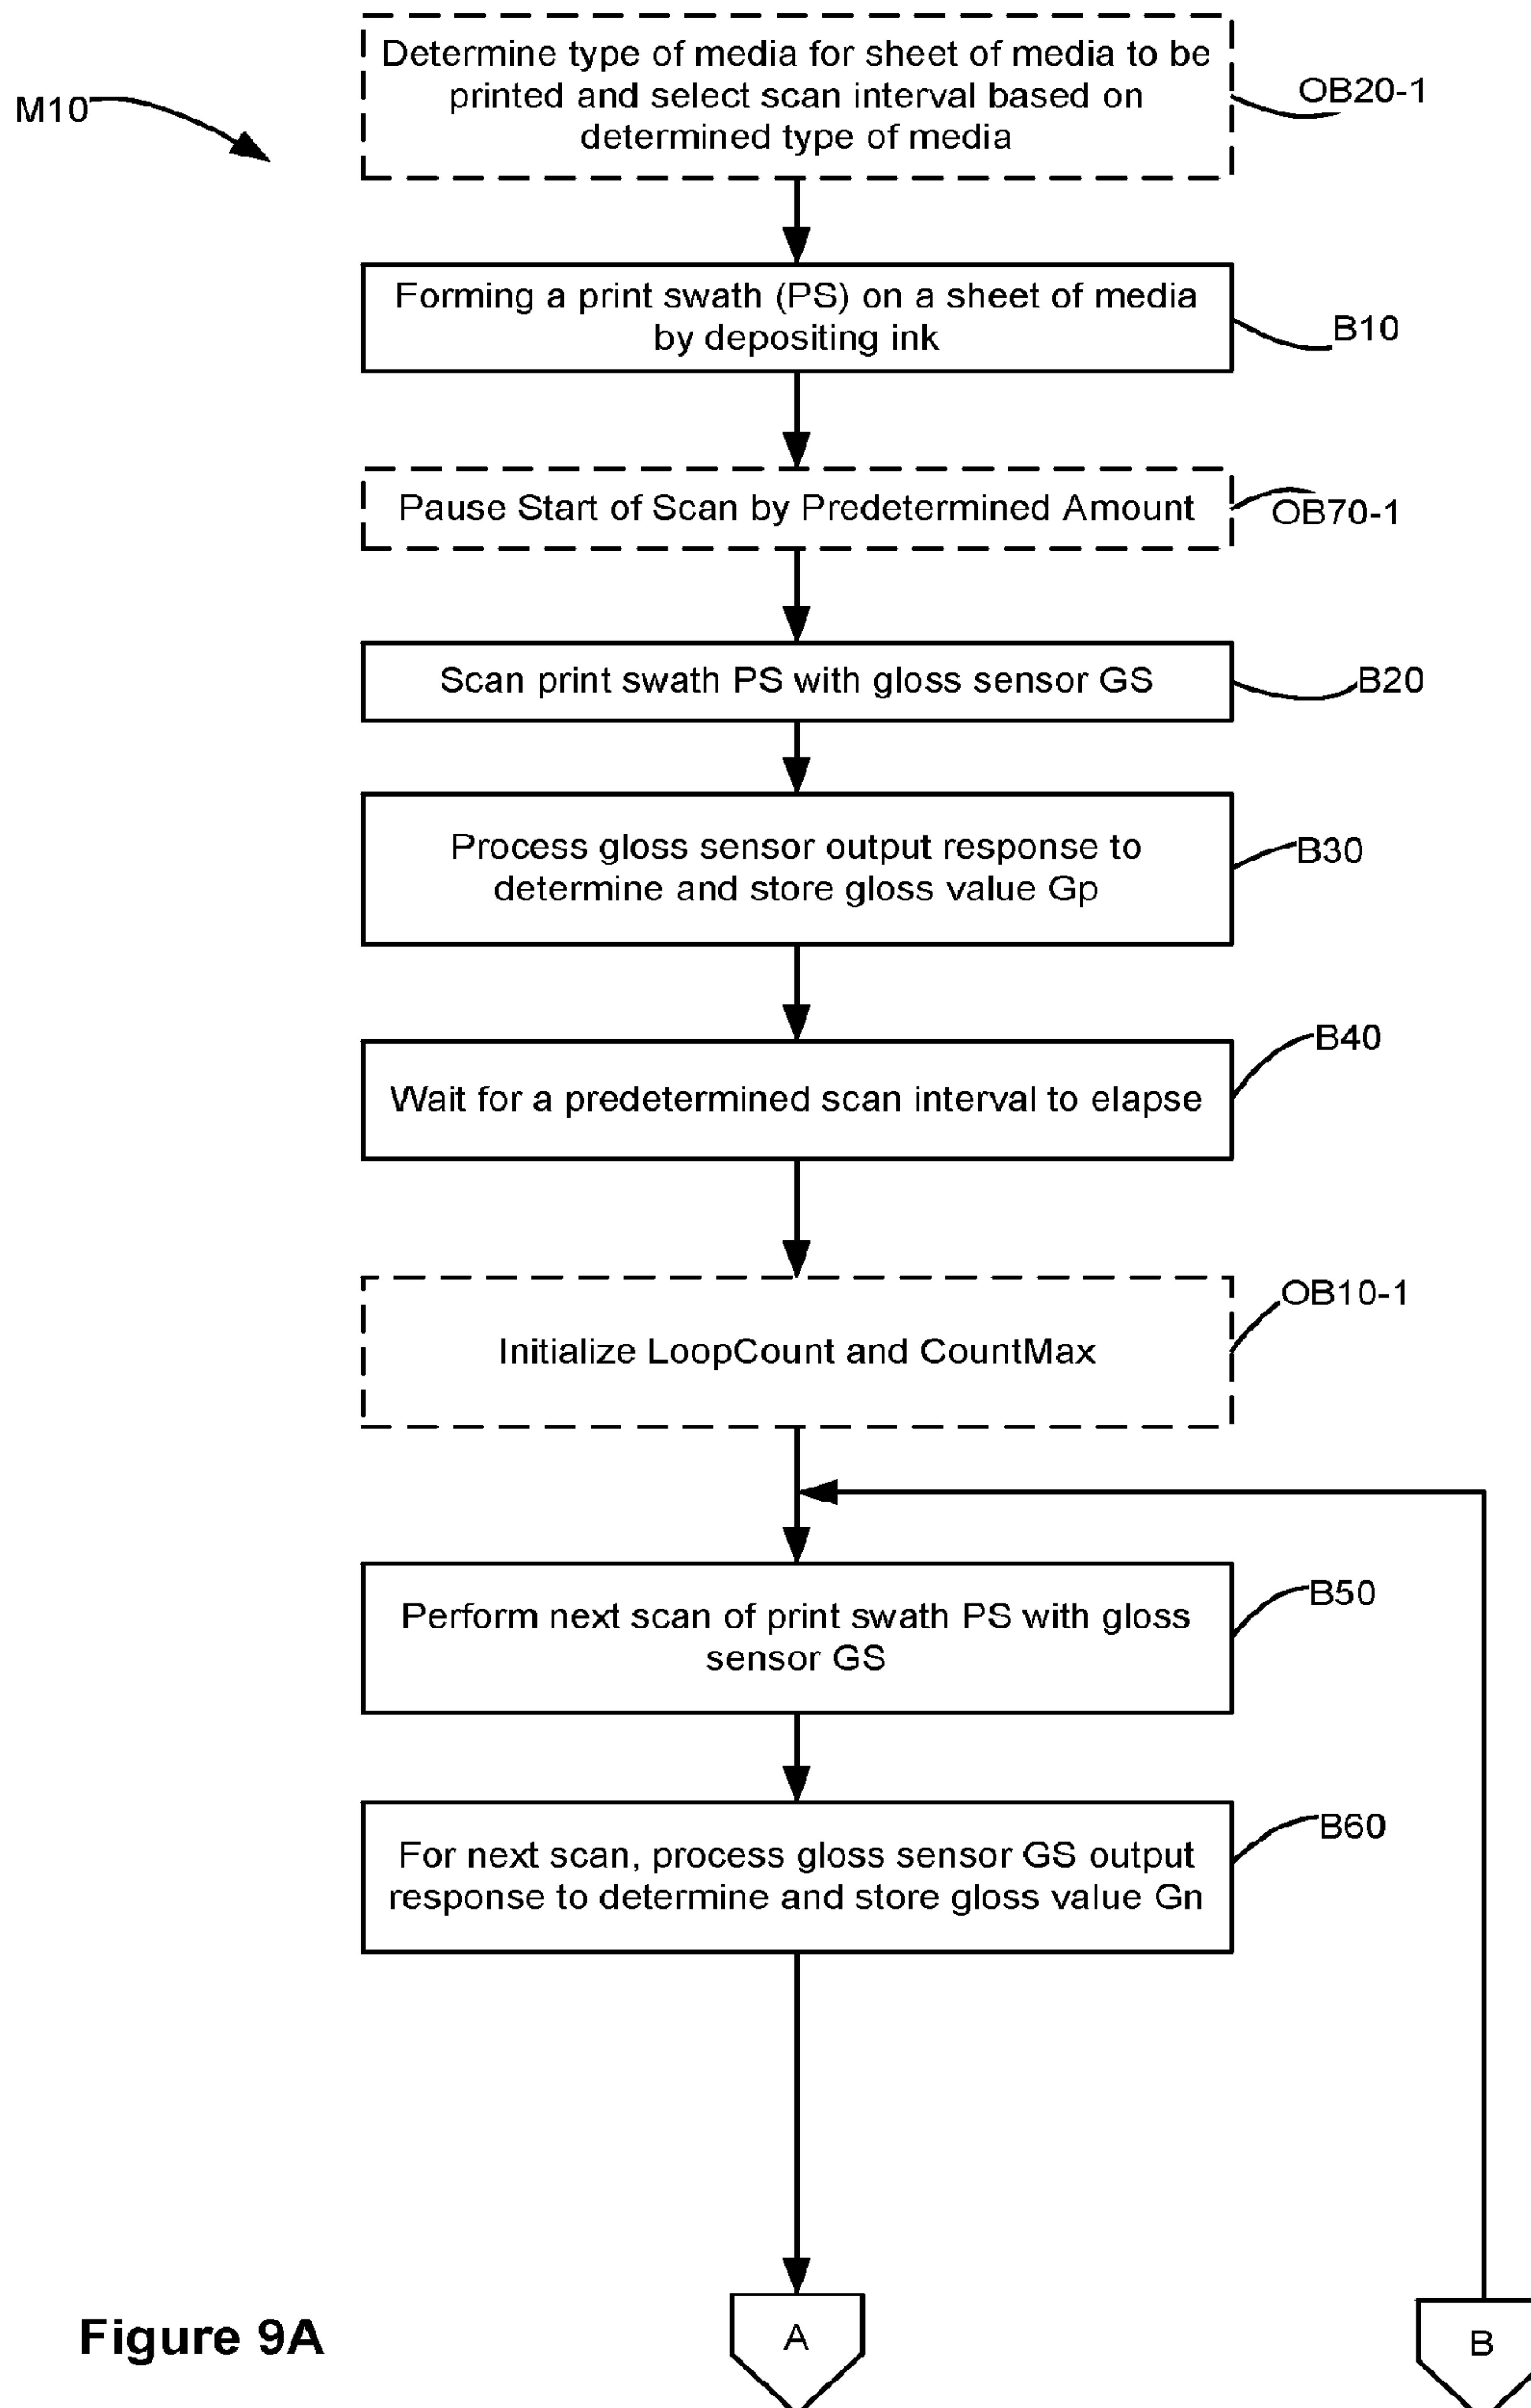 Determine type of media for sheet of media to be
printed and select scan interval based on
determined type of media
OB20-1
M10
Forming a print swath (PS) on a sheet of media
by depositing ink
B10
Pause Start of Scan by Predetermined Amount
OB70-1
Scan print swath PS with gloss sensor GS
B20
Process gloss sensor output response to
determine and store gloss value Gp
B30
B40
Wait for a predetermined scan interval to elapse
OB10-1
Initialize LoopCount and CountMax
B50
Perform next scan of print swath PS with gloss
sensor GS
B60
For next scan, process gloss sensor GS output
response to determine and store gloss value Gn
Figure 9A
A
B